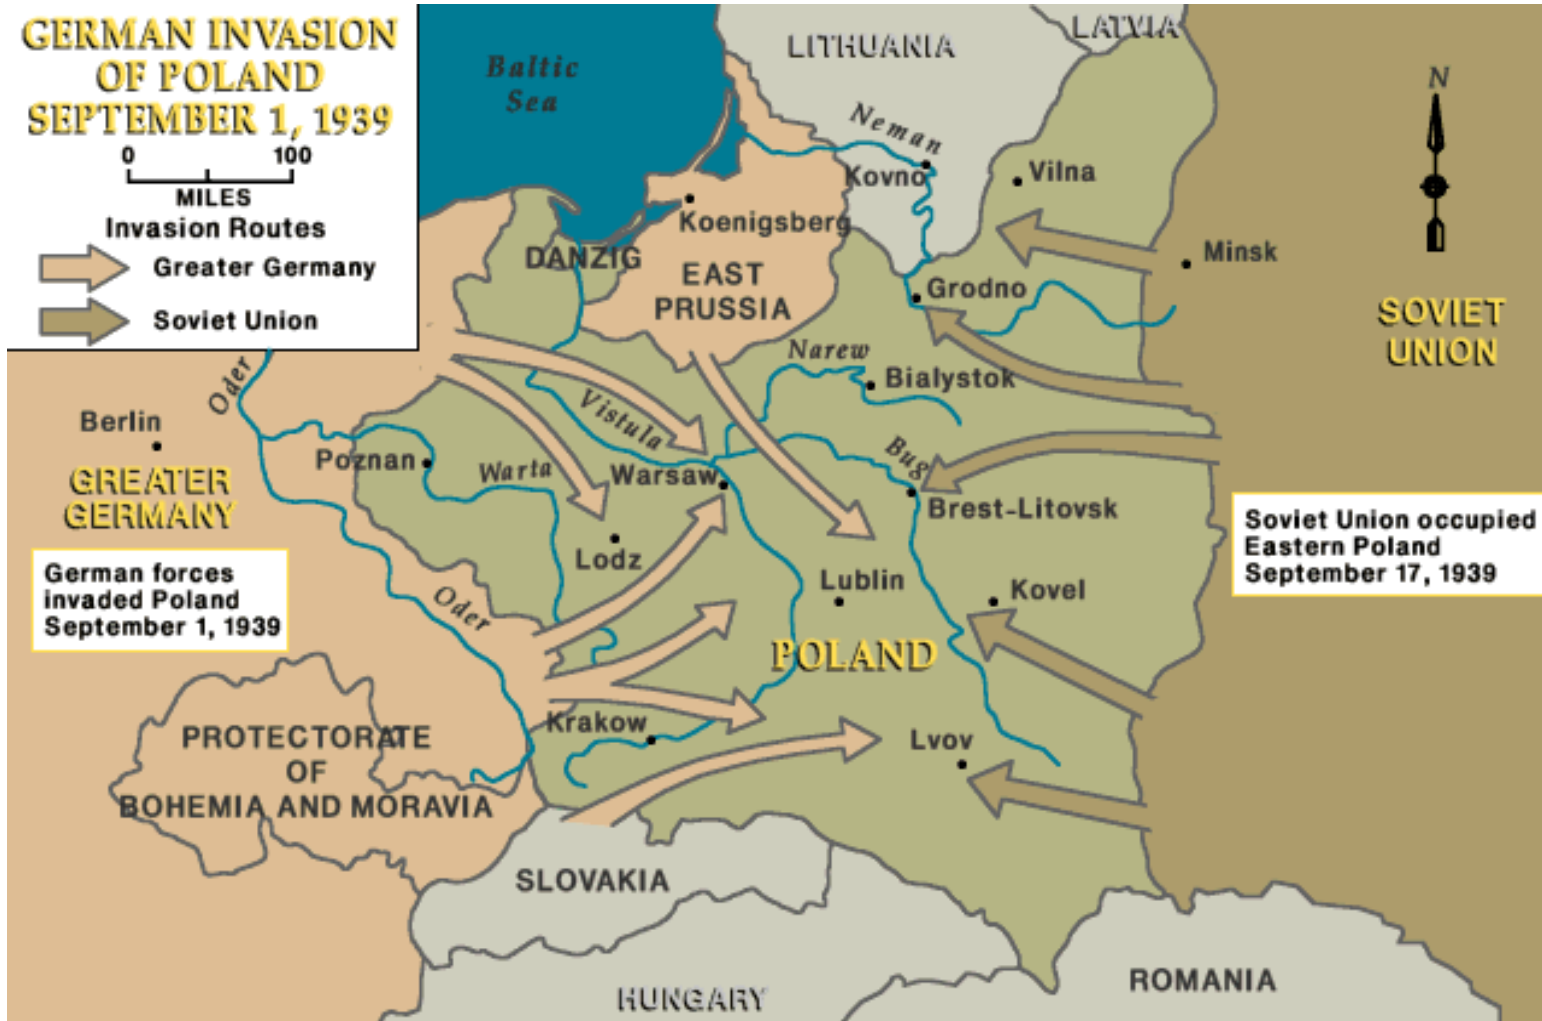 GERMAN INVASION
OF POLAND
SEPTEMBER 1, 1939
0 100
MILES
Invasion Routes
Greater Germany
Soviet Union
Baltic
Sea
LITHUANIA
LATVIA
N
Neman
Kovno
Vilna
Koenigsberg
DANZIG
EAST
PRUSSIA
Minsk
Grodno
SOVIET
UNION
Narew
Bialystok
Oder
Berlin
Vistula
Poznan
Warta
Warsaw
Bug
GREATER
GERMANY
Brest-Litovsk
Soviet Union occupied
Eastern Poland
September 17, 1939
German forces
invaded Poland
September 1, 1939
Lodz
Lublin
Kovel
Oder
POLAND
Krakow
Lvov
PROTECTORATE
OF
BOHEMIA AND MORAVIA
SLOVAKIA
HUNGARY
ROMANIA